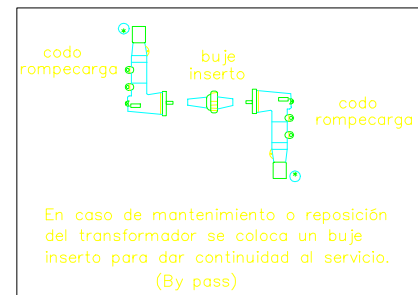 codo
rompecarga
buje
inserto
codo
rompecarga
En caso de mantenimiento o reposición
del transformador se coloca un buje
inserto para dar continuidad al servicio.
(By pass)